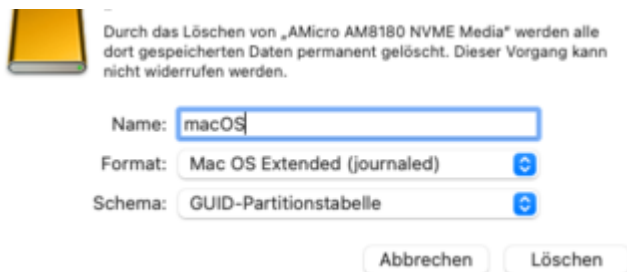 Durch das Löschen von „AMicro AM8180 NVME Media“ werden alle
dort gespeicherten Daten permanent gelöscht. Dieser Vorgang kann
nicht widerrufen werden.
Name: macOS
Format: Mac OS Extended (journaled)
Schema: GUID-Partitionstabelle
Abbrechen Löschen